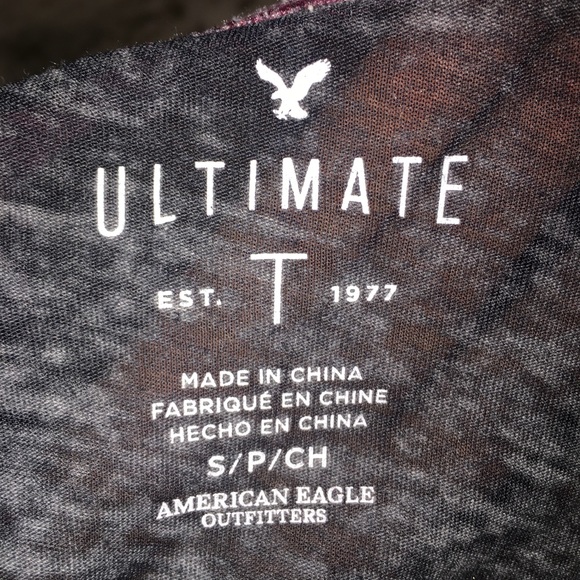 ULTIMATE
EST. T 1977
MADE IN CHINA
FABRIQUÉ EN CHINE
HECHO EN CHINA
S/P/CH
AMERICAN EAGLE
OUTFITTERS